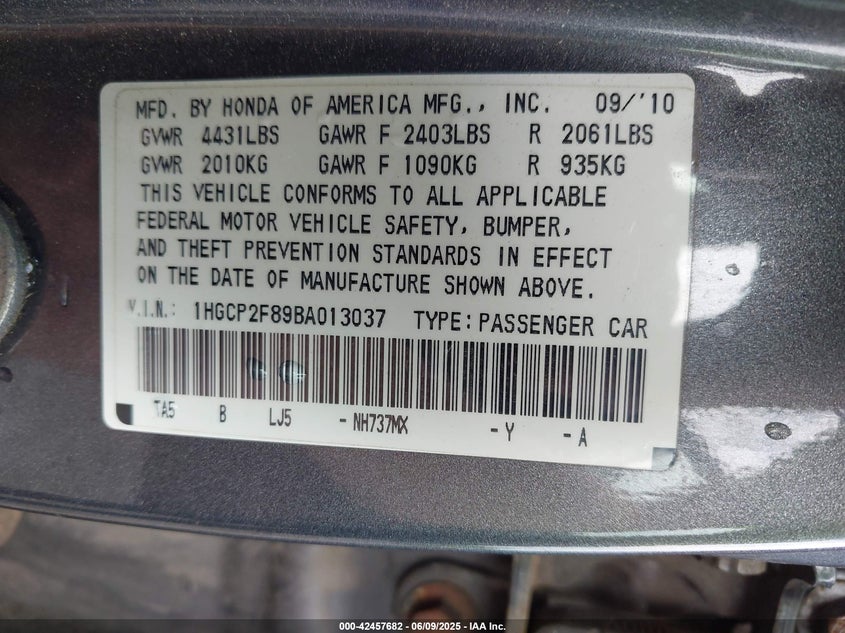 MFD. BY HONDA OF AMERICA MFG., INC. 09/'10
GVWR 4431LBS GAWR F 2403LBS R 2061LBS
GVWR 2010KG GAWR F 1090KG R 935KG
THIS VEHICLE CONFORMS TO ALL APPLICABLE
FEDERAL MOTOR VEHICLE SAFETY, BUMPER,
AND THEFT PREVENTION STANDARDS IN EFFECT
ON THE DATE OF MANUFACTURE SHOWN ABOVE.
V.I.N.: 1HGCP2F89BA013037 TYPE: PASSENGER CAR
TA5 B LJ5 - NH737MX - Y - A
000-42457682 - 06/09/2025 - IAA Inc.